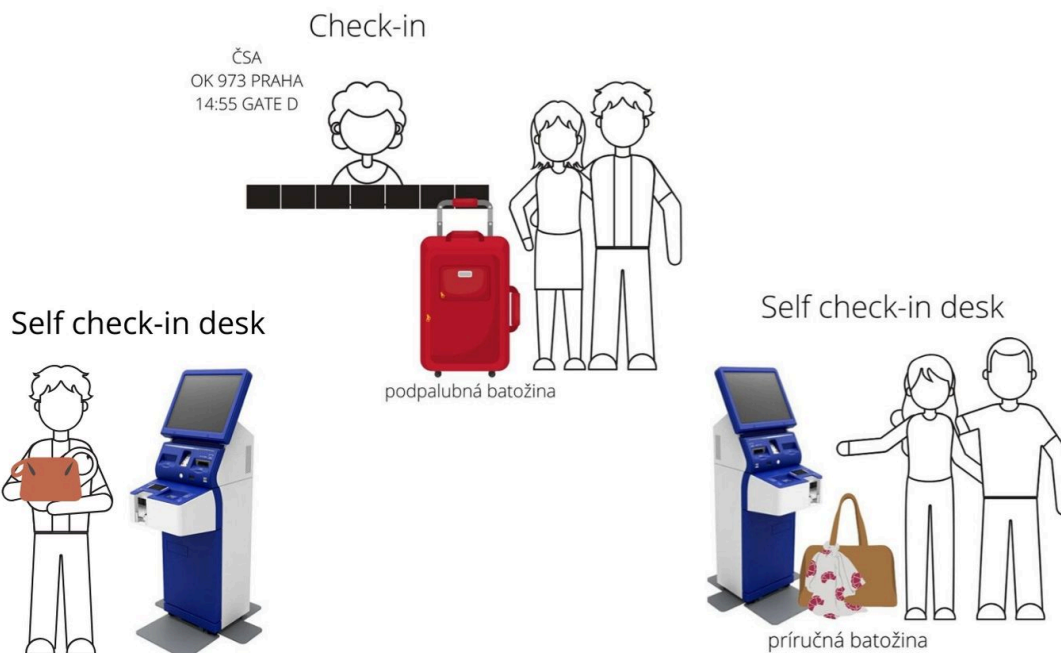 Check-in
ČSA
OK 973 PRAHA
14:55 GATE D
podpalubná batožina
Self check-in desk
Self check-in desk
príručná batožina